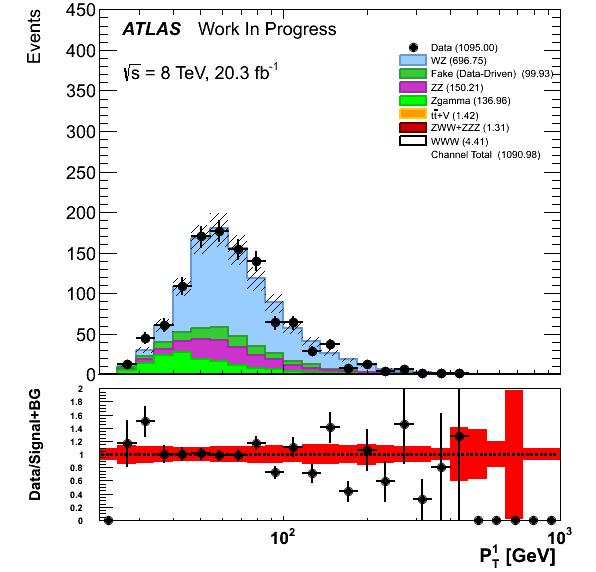 Events
450
400
350
300
250
200
150
100
50
0
ATLAS Work In Progress
√s = 8 TeV, 20.3 fb⁻¹
Data (1095.00)
WZ (696.75)
Fake (Data-Driven) (99.93)
ZZ (150.21)
Zgamma (136.96)
tt̄+V (1.42)
ZWW+ZZZ (1.31)
WWW (4.41)
Channel Total (1090.98)
Data/Signal+BG
2
1.8
1.6
1.4
1.2
1
0.8
0.6
0.4
0.2
0
10² 10³
P¹_T [GeV]